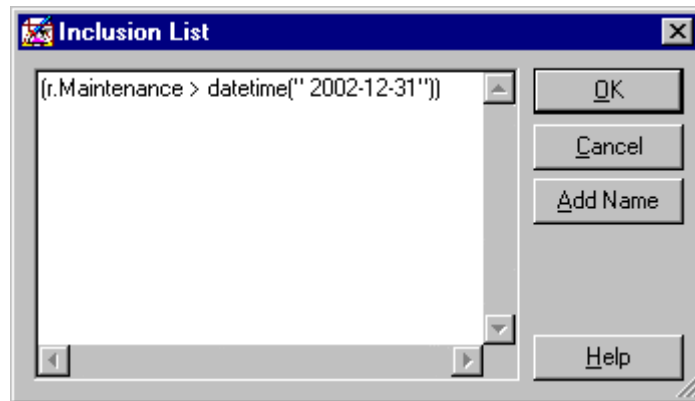 Inclusion List
(r.Maintenance > datetime(" 2002-12-31"))
OK
Cancel
Add Name
Help